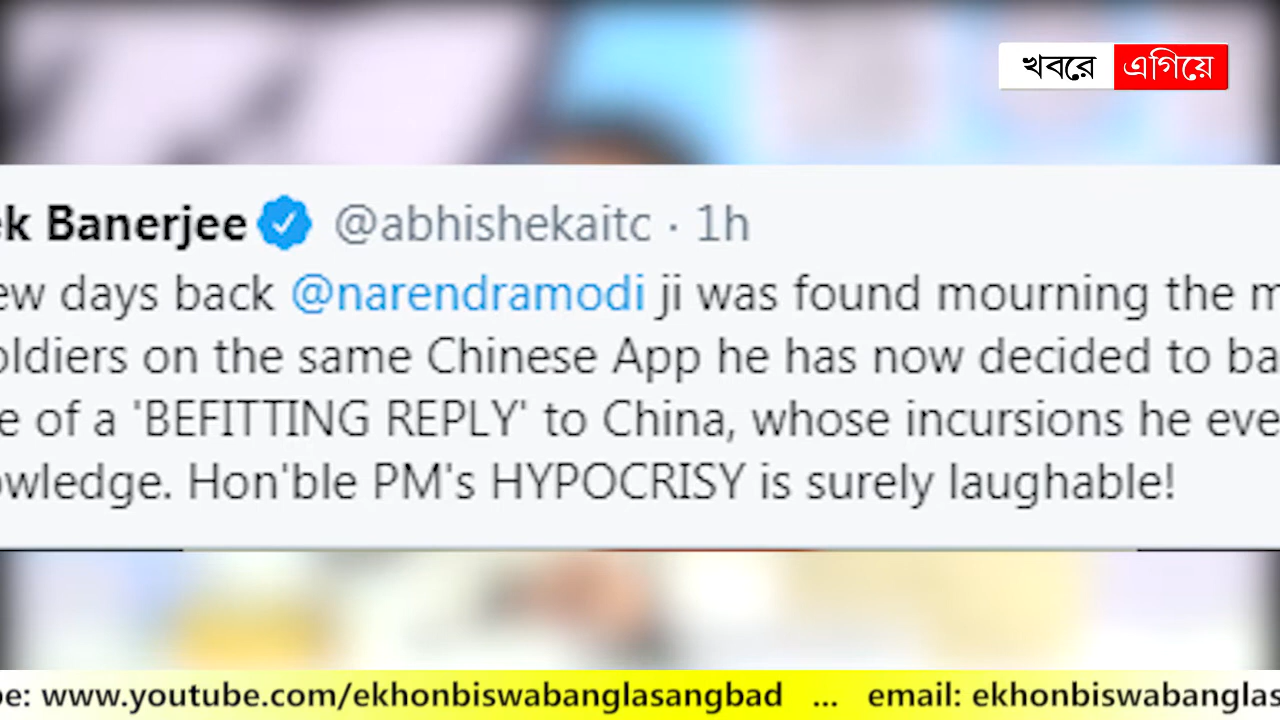 খবরে এগিয়ে
ek Banerjee @abhishekaitc · 1h
ew days back @narendramodi ji was found mourning the m
oldiers on the same Chinese App he has now decided to ba
e of a 'BEFITTING REPLY' to China, whose incursions he eve
owledge. Hon'ble PM's HYPOCRISY is surely laughable!
be: www.youtube.com/ekhonbiswabanglasangbad ... email: ekhonbiswabanglas